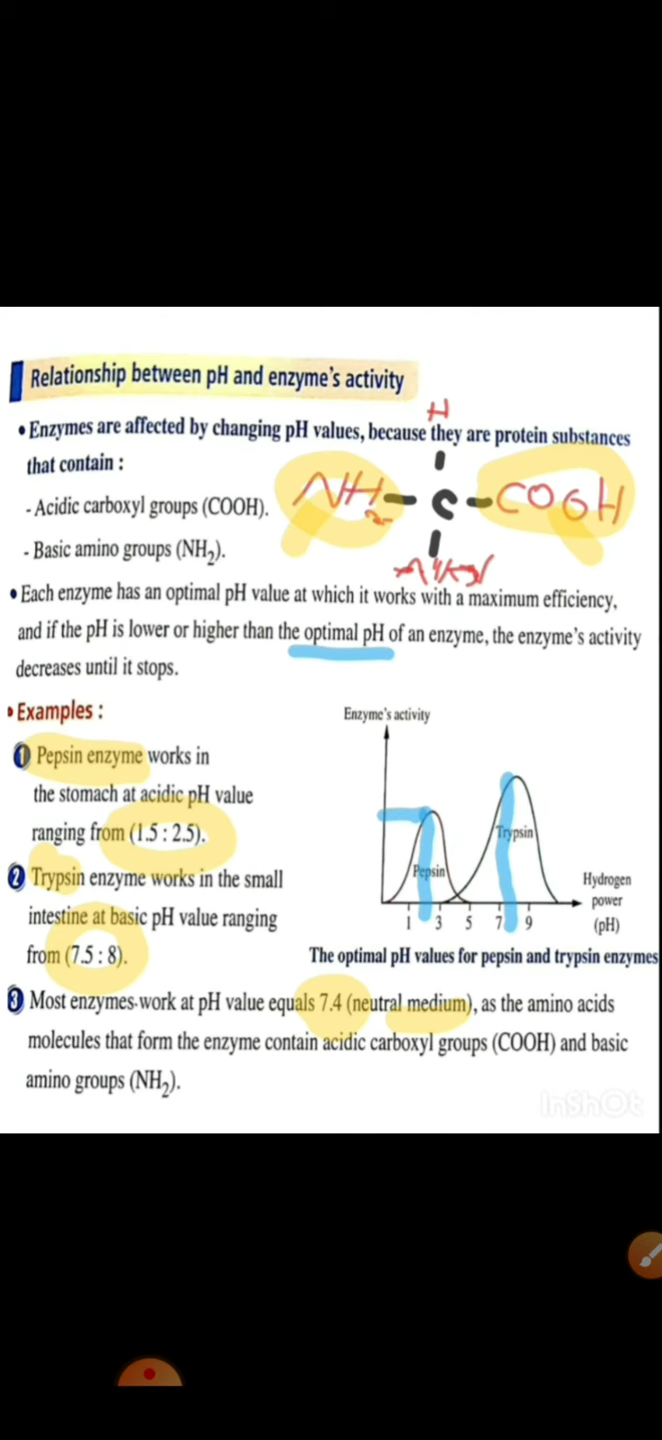 Relationship between pH and enzyme's activity
H
• Enzymes are affected by changing pH values, because they are protein substances
that contain :
- Acidic carboxyl groups (COOH).
NH2 – C – COOH
- Basic amino groups (NH₂).
Alkyl
• Each enzyme has an optimal pH value at which it works with a maximum efficiency,
and if the pH is lower or higher than the optimal pH of an enzyme, the enzyme's activity
decreases until it stops.
• Examples :
1 Pepsin enzyme works in
the stomach at acidic pH value
ranging from (1.5 : 2.5).
2 Trypsin enzyme works in the small
intestine at basic pH value ranging
from (7.5 : 8).
Enzyme's activity
Pepsin
Trypsin
1 3 5 7 9
Hydrogen
power
(pH)
The optimal pH values for pepsin and trypsin enzymes
3 Most enzymes work at pH value equals 7.4 (neutral medium), as the amino acids
molecules that form the enzyme contain acidic carboxyl groups (COOH) and basic
amino groups (NH₂).
InShOt